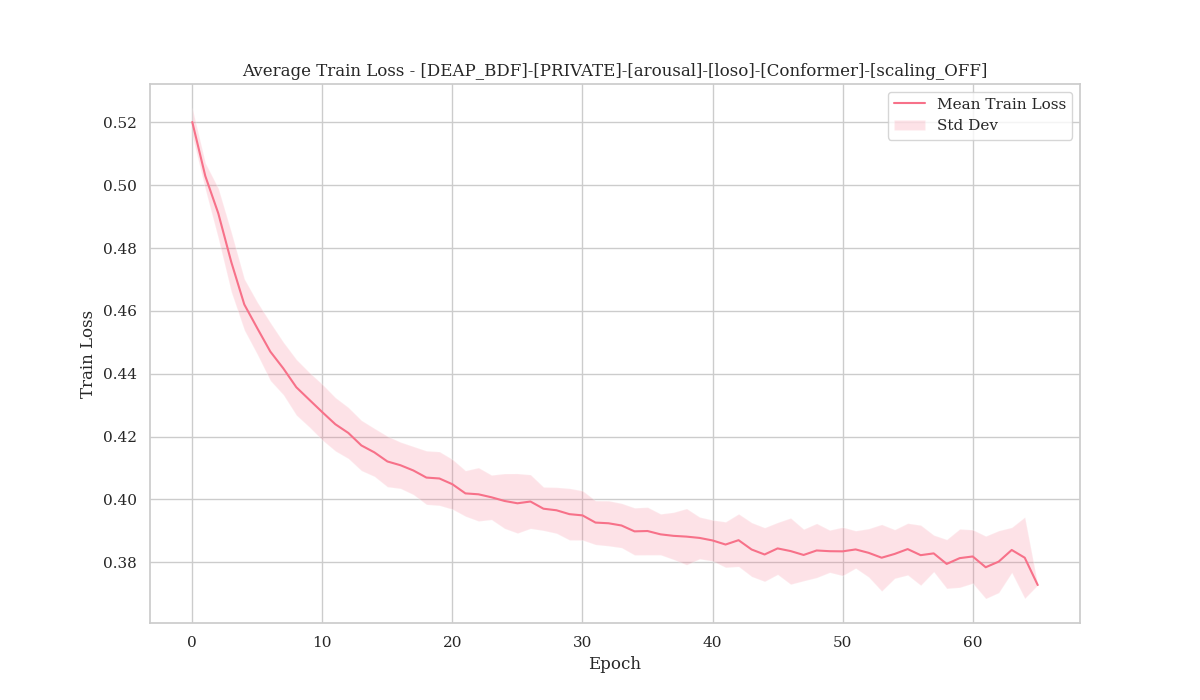 Average Train Loss - [DEAP_BDF]-[PRIVATE]-[arousal]-[loso]-[Conformer]-[scaling_OFF]
Mean Train Loss
Std Dev
0.52
0.50
0.48
0.46
0.44
0.42
0.40
0.38
Train Loss
0 10 20 30 40 50 60
Epoch